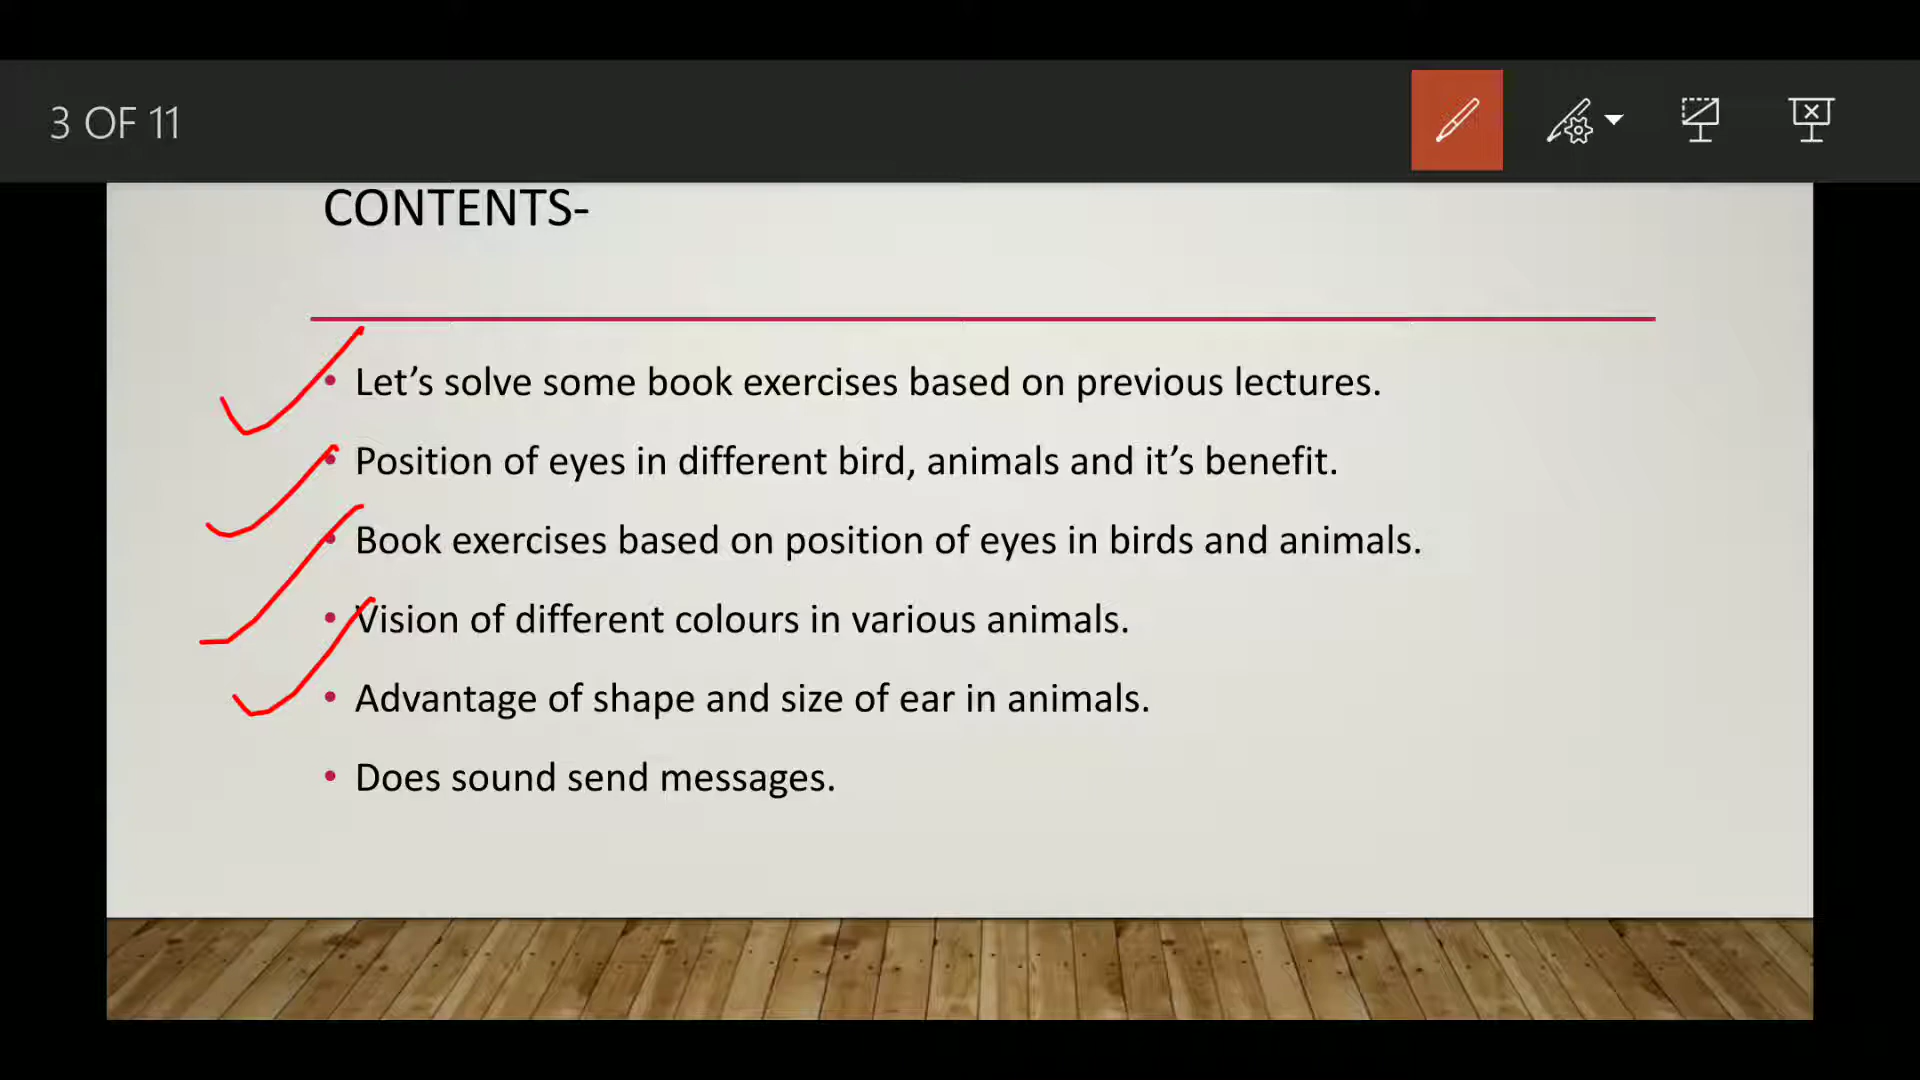 3 OF 11
CONTENTS-
• Let’s solve some book exercises based on previous lectures.
• Position of eyes in different bird, animals and it’s benefit.
• Book exercises based on position of eyes in birds and animals.
• Vision of different colours in various animals.
• Advantage of shape and size of ear in animals.
• Does sound send messages.